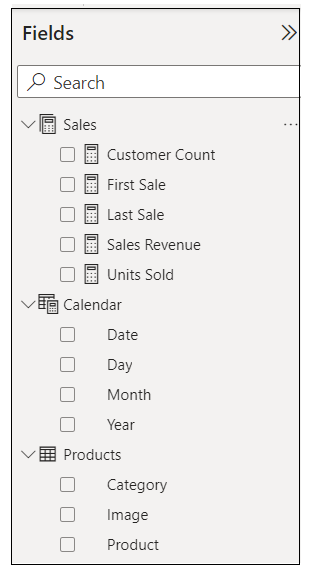 Fields
Search
Sales
Customer Count
First Sale
Last Sale
Sales Revenue
Units Sold
Calendar
Date
Day
Month
Year
Products
Category
Image
Product